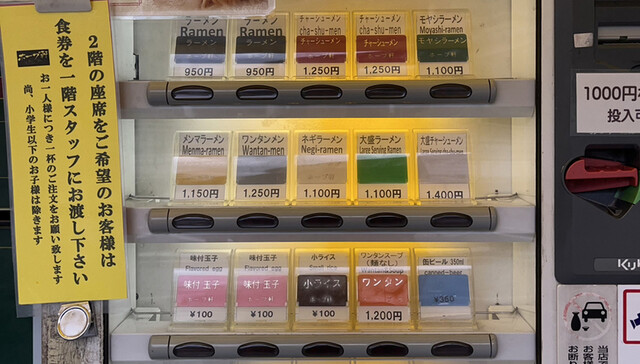 2階の座席をご希望のお客様は
食券を一階スタッフにお渡し下さい
お一人様につき一杯のご注文をお願い致します
尚、小学生以下のお子様は除きます
ラーメン
Ramen
950円
ラーメン
Ramen
950円
チャーシューメン
cha-shu-men
チャーシューメン
1,250円
チャーシューメン
cha-shu-men
チャーシューメン
1,250円
モヤシラーメン
Moyashi-ramen
モヤシラーメン
1,100円
メンマラーメン
Menma-ramen
1,150円
ワンタンメン
Wantan-men
1,250円
ネギラーメン
Negi-ramen
1,100円
大盛ラーメン
Large Serving Ramen
1,100円
大盛チャーシューメン
1,400円
味付玉子
Flavored egg
味付玉子
¥100
味付玉子
Flavored egg
味付玉子
¥100
小ライス
Small rice
小ライス
¥100
ワンタンスープ
(麺なし)
WantanSoup
ワンタン
1,200円
缶ビール 350ml
canned-beer
¥350
1000円
投入可